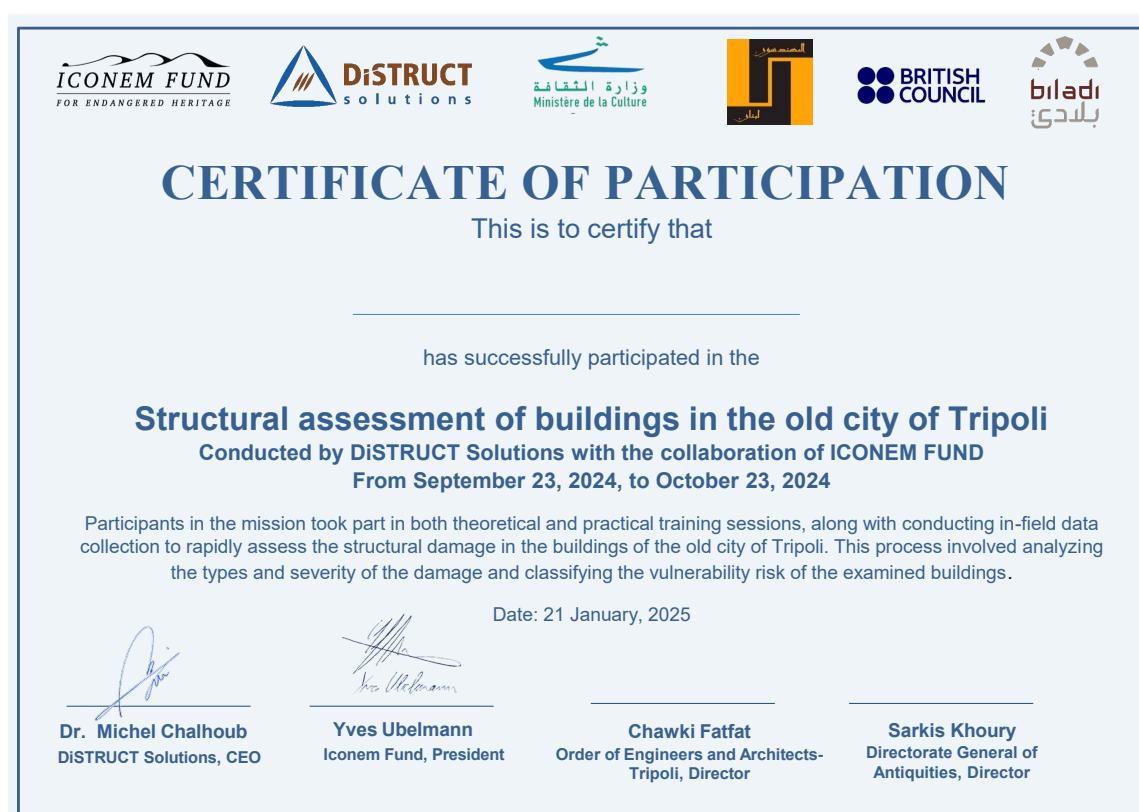 ICONEM FUND
FOR ENDANGERED HERITAGE
DiSTRUCT
solutions
وزارة الثقافة
Ministère de la Culture
لبنان
BRITISH
COUNCIL
biladi
بلادي
CERTIFICATE OF PARTICIPATION
This is to certify that
has successfully participated in the
Structural assessment of buildings in the old city of Tripoli
Conducted by DiSTRUCT Solutions with the collaboration of ICONEM FUND
From September 23, 2024, to October 23, 2024
Participants in the mission took part in both theoretical and practical training sessions, along with conducting in-field data
collection to rapidly assess the structural damage in the buildings of the old city of Tripoli. This process involved analyzing
the types and severity of the damage and classifying the vulnerability risk of the examined buildings.
Date: 21 January, 2025
Yves Ubelmann
Dr. Michel Chalhoub
DiSTRUCT Solutions, CEO
Yves Ubelmann
Iconem Fund, President
Chawki Fatfat
Order of Engineers and Architects-
Tripoli, Director
Sarkis Khoury
Directorate General of
Antiquities, Director